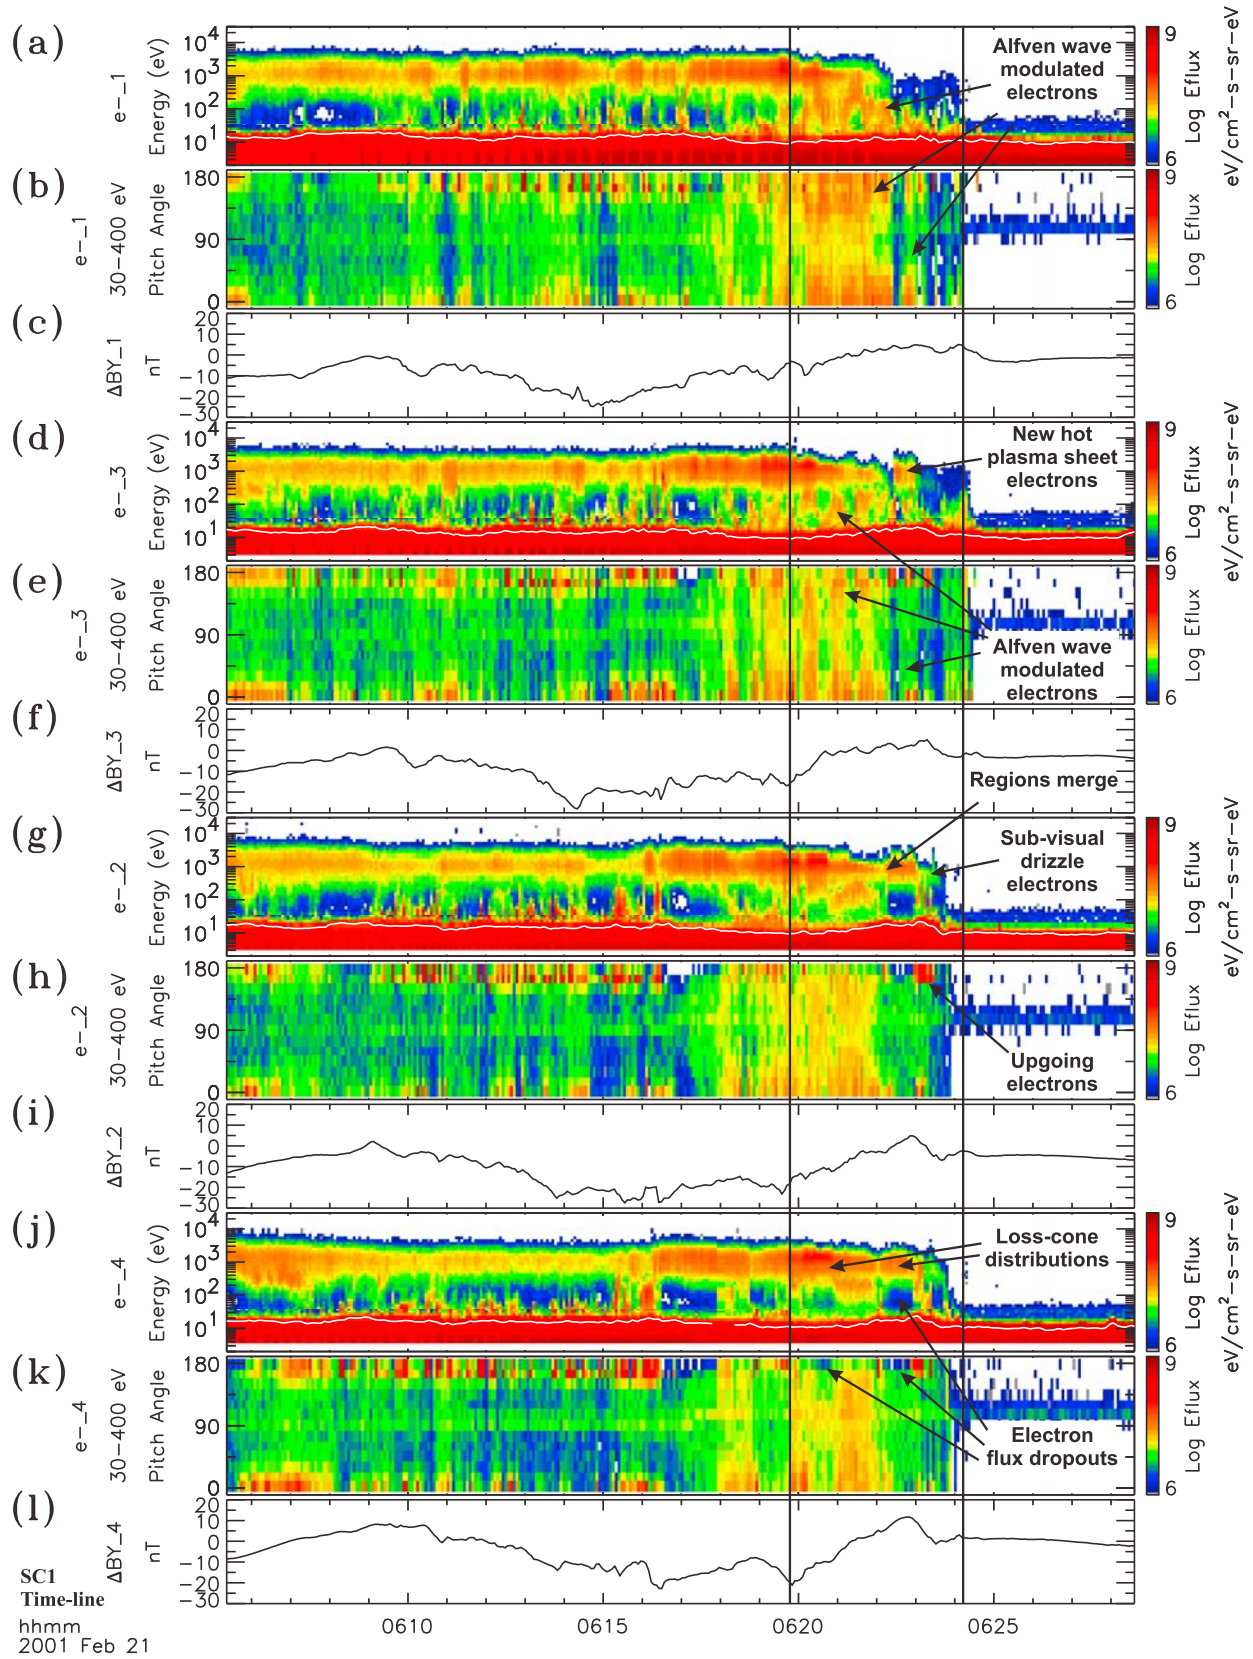 (a)
e-_1
Energy (eV)
10⁴
10³
10²
10¹
Alfven wave
modulated
electrons
9
6
Log Eflux
eV/cm²-s-sr-eV
(b)
e-_1
30-400 eV
Pitch Angle
180
90
0
9
6
Log Eflux
(c)
ΔBY_1
nT
20
10
0
-10
-20
-30
(d)
e-_3
Energy (eV)
10⁴
10³
10²
10¹
New hot
plasma sheet
electrons
9
6
Log Eflux
eV/cm²-s-sr-eV
(e)
e-_3
30-400 eV
Pitch Angle
180
90
0
Alfven wave
modulated
electrons
9
6
Log Eflux
(f)
ΔBY_3
nT
20
10
0
-10
-20
-30
Regions merge
(g)
e-_2
Energy (eV)
10⁴
10³
10²
10¹
Sub-visual
drizzle
electrons
9
6
Log Eflux
eV/cm²-s-sr-eV
(h)
e-_2
30-400 eV
Pitch Angle
180
90
0
Upgoing
electrons
9
6
Log Eflux
(i)
ΔBY_2
nT
20
10
0
-10
-20
-30
(j)
e-_4
Energy (eV)
10⁴
10³
10²
10¹
Loss-cone
distributions
9
6
Log Eflux
eV/cm²-s-sr-eV
(k)
e-_4
30-400 eV
Pitch Angle
180
90
0
Electron
flux dropouts
9
6
Log Eflux
(l)
ΔBY_4
nT
20
10
0
-10
-20
-30
SC1
Time-line
hhmm
2001 Feb 21
0610 0615 0620 0625